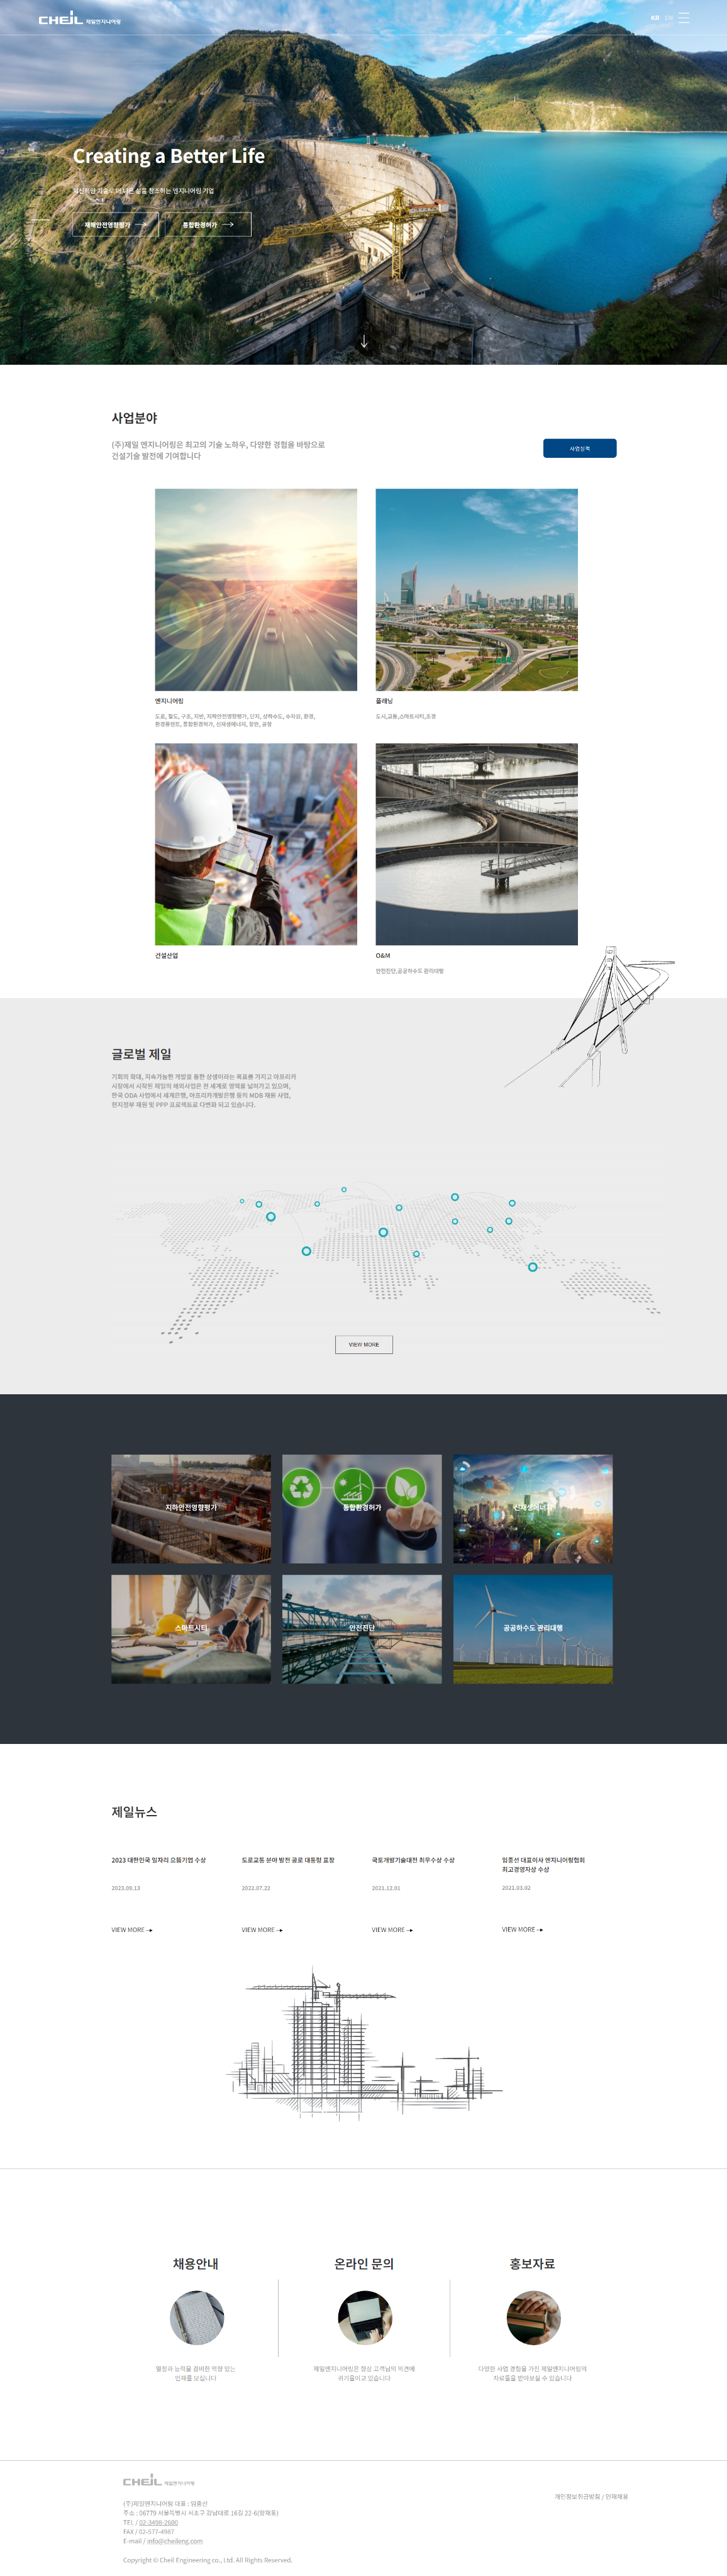 CHEIL 제일엔지니어링
KR EN
Creating a Better Life
재해안전영향평가
통합환경허가
사업분야
(주)제일 엔지니어링은 최고의 기술 노하우, 다양한 경험을 바탕으로
건설기술 발전에 기여합니다
사업실적
엔지니어링
도로, 철도, 구조, 지반, 지하안전영향평가, 단지, 상하수도, 수자원, 환경,
환경플랜트, 통합환경허가, 신재생에너지, 항만, 공항
플래닝
도시,교통,스마트시티,조경
건설산업
O&M
안전진단,공공하수도 관리대행
글로벌 제일
기회의 확대, 지속가능한 개발을 통한 상생이라는 목표를 가지고 아프리카
시장에서 시작된 제일의 해외사업은 전 세계로 영역을 넓혀가고 있으며,
한국 ODA 사업에서 세계은행, 아프리카개발은행 등의 MDB 재원 사업,
현지정부 재원 및 PPP 프로젝트로 다변화 되고 있습니다.
VIEW MORE
지하안전영향평가
통합환경허가
신재생에너지
스마트시티
안전진단
공공하수도 관리대행
제일뉴스
2023 대한민국 일자리 으뜸기업 수상
2023.09.13
VIEW MORE
도로교통 분야 발전 공로 대통령 표창
2022.07.22
VIEW MORE
국토개발기술대전 최우수상 수상
2021.12.01
VIEW MORE
임종선 대표이사 엔지니어링협회
최고경영자상 수상
2021.03.02
VIEW MORE
채용안내
열정과 능력을 겸비한 역량 있는
인재를 모십니다
온라인 문의
제일엔지니어링은 항상 고객님의 의견에
귀기울이고 있습니다
홍보자료
다양한 사업 경험을 가진 제일엔지니어링의
자료들을 받아보실 수 있습니다
CHEIL 제일엔지니어링
개인정보취급방침 / 인재채용
(주)제일엔지니어링 대표 : 임종선
주소 : 06779 서울특별시 서초구 강남대로 16길 22-6(양재동)
TEL / 02-3498-2680
FAX / 02-577-4987
E-mail / info@cheileng.com
Copyright © Cheil Engineering co., Ltd. All Rights Reserved.